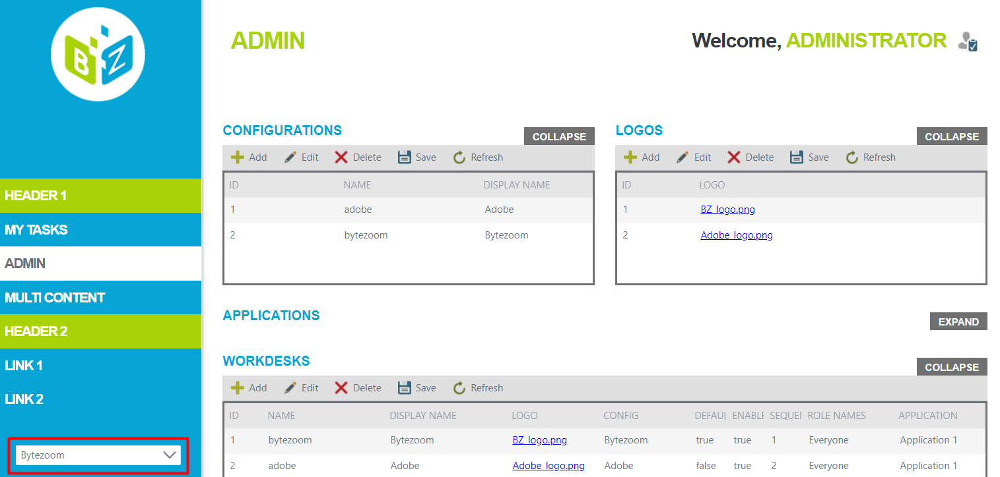 BZ
ADMIN
Welcome, ADMINISTRATOR
HEADER 1
MY TASKS
ADMIN
MULTI CONTENT
HEADER 2
LINK 1
LINK 2
Bytezoom
CONFIGURATIONS
COLLAPSE
Add Edit Delete Save Refresh
ID NAME DISPLAY NAME
1 adobe Adobe
2 bytezoom Bytezoom
LOGOS
COLLAPSE
Add Edit Delete Save Refresh
ID LOGO
1 BZ_logo.png
2 Adobe_logo.png
APPLICATIONS
EXPAND
WORKDESKS
COLLAPSE
Add Edit Delete Save Refresh
ID NAME DISPLAY NAME LOGO CONFIG DEFAUL ENABLE SEQUEI ROLE NAMES APPLICATION
1 bytezoom Bytezoom BZ_logo.png Bytezoom true true 1 Everyone Application 1
2 adobe Adobe Adobe_logo.png Adobe false true 2 Everyone Application 1